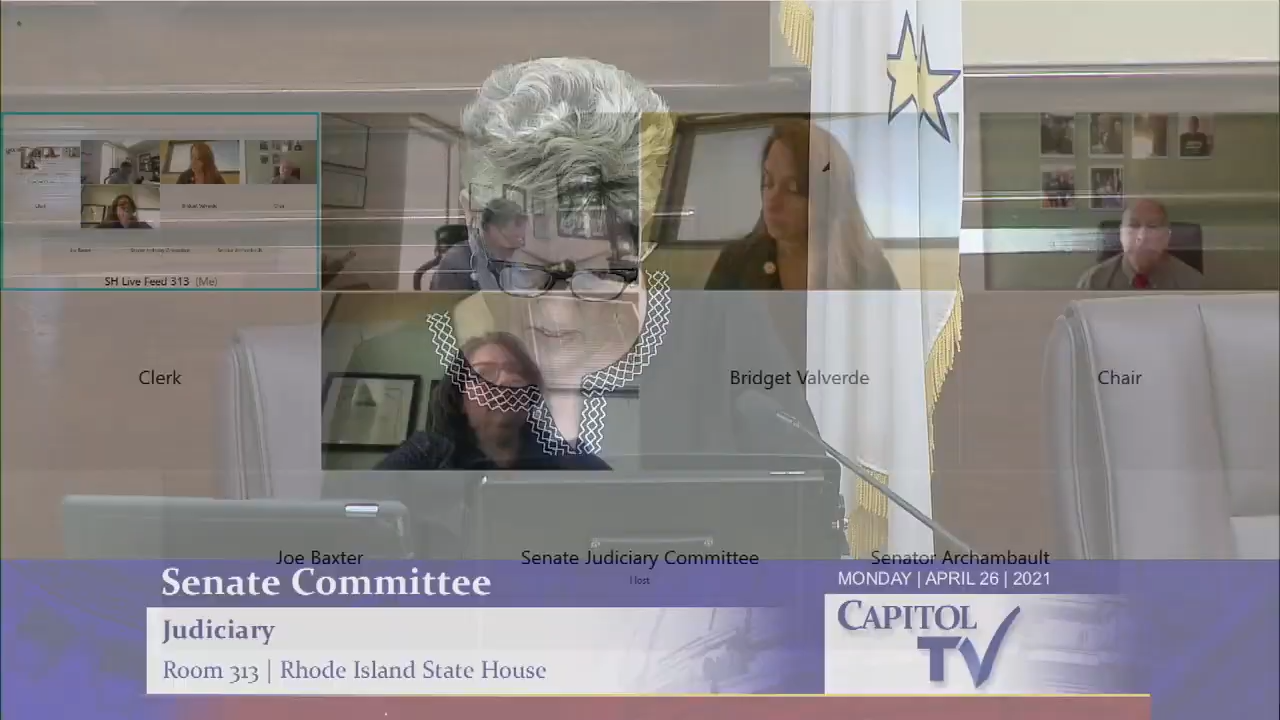 SH Live Feed 313 (Me)
Clerk
Bridget Valverde
Chair
Joe Baxter
Senate Judiciary Committee
Host
Senator Archambault
Senate Committee
MONDAY | APRIL 26 | 2021
Judiciary
Room 313 | Rhode Island State House
CAPITOL
TV